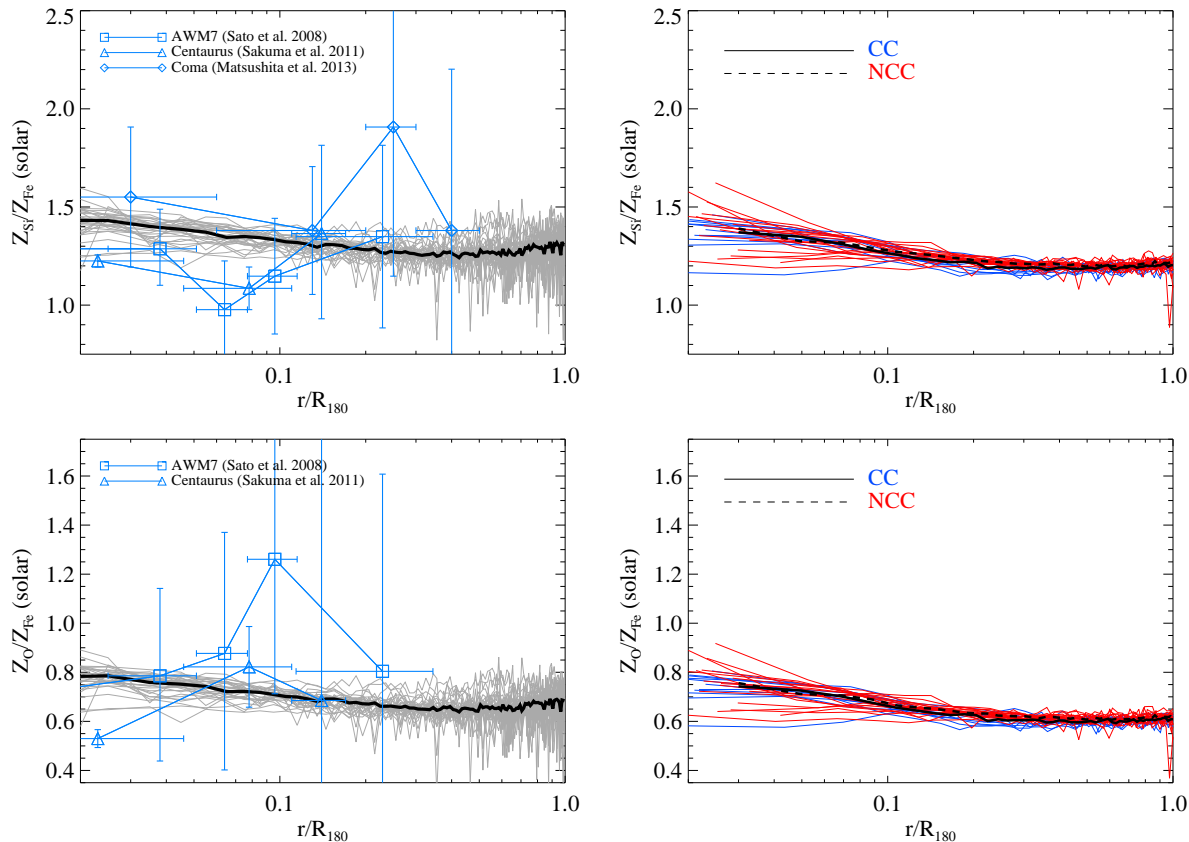 2.5
2.0
1.5
1.0
Z_Si/Z_Fe (solar)
AWM7 (Sato et al. 2008)
Centaurus (Sakuma et al. 2011)
Coma (Matsushita et al. 2013)
0.1
1.0
r/R_180
2.5
2.0
1.5
1.0
Z_Si/Z_Fe (solar)
CC
NCC
0.1
1.0
r/R_180
1.6
1.4
1.2
1.0
0.8
0.6
0.4
Z_O/Z_Fe (solar)
AWM7 (Sato et al. 2008)
Centaurus (Sakuma et al. 2011)
0.1
1.0
r/R_180
1.6
1.4
1.2
1.0
0.8
0.6
0.4
Z_O/Z_Fe (solar)
CC
NCC
0.1
1.0
r/R_180